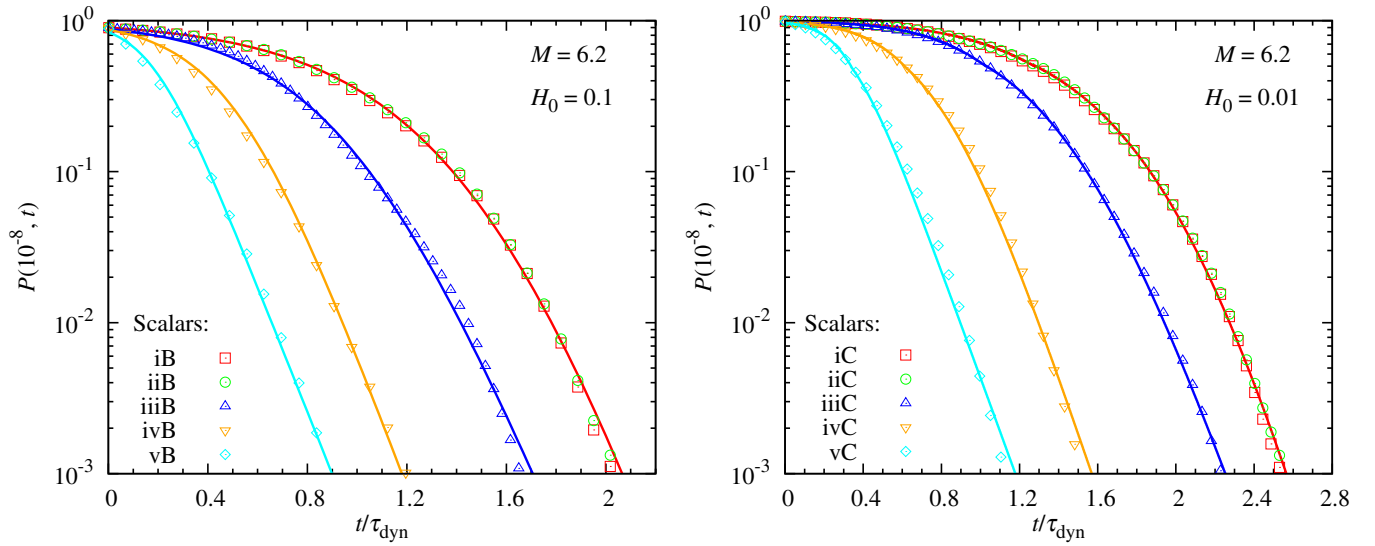 10^0
10^-1
10^-2
10^-3
P(10^-8, t)
M = 6.2
H_0 = 0.1
Scalars:
iB
iiB
iiiB
ivB
vB
0 0.4 0.8 1.2 1.6 2
t/τ_dyn
10^0
10^-1
10^-2
10^-3
P(10^-8, t)
M = 6.2
H_0 = 0.01
Scalars:
iC
iiC
iiiC
ivC
vC
0 0.4 0.8 1.2 1.6 2 2.4 2.8
t/τ_dyn